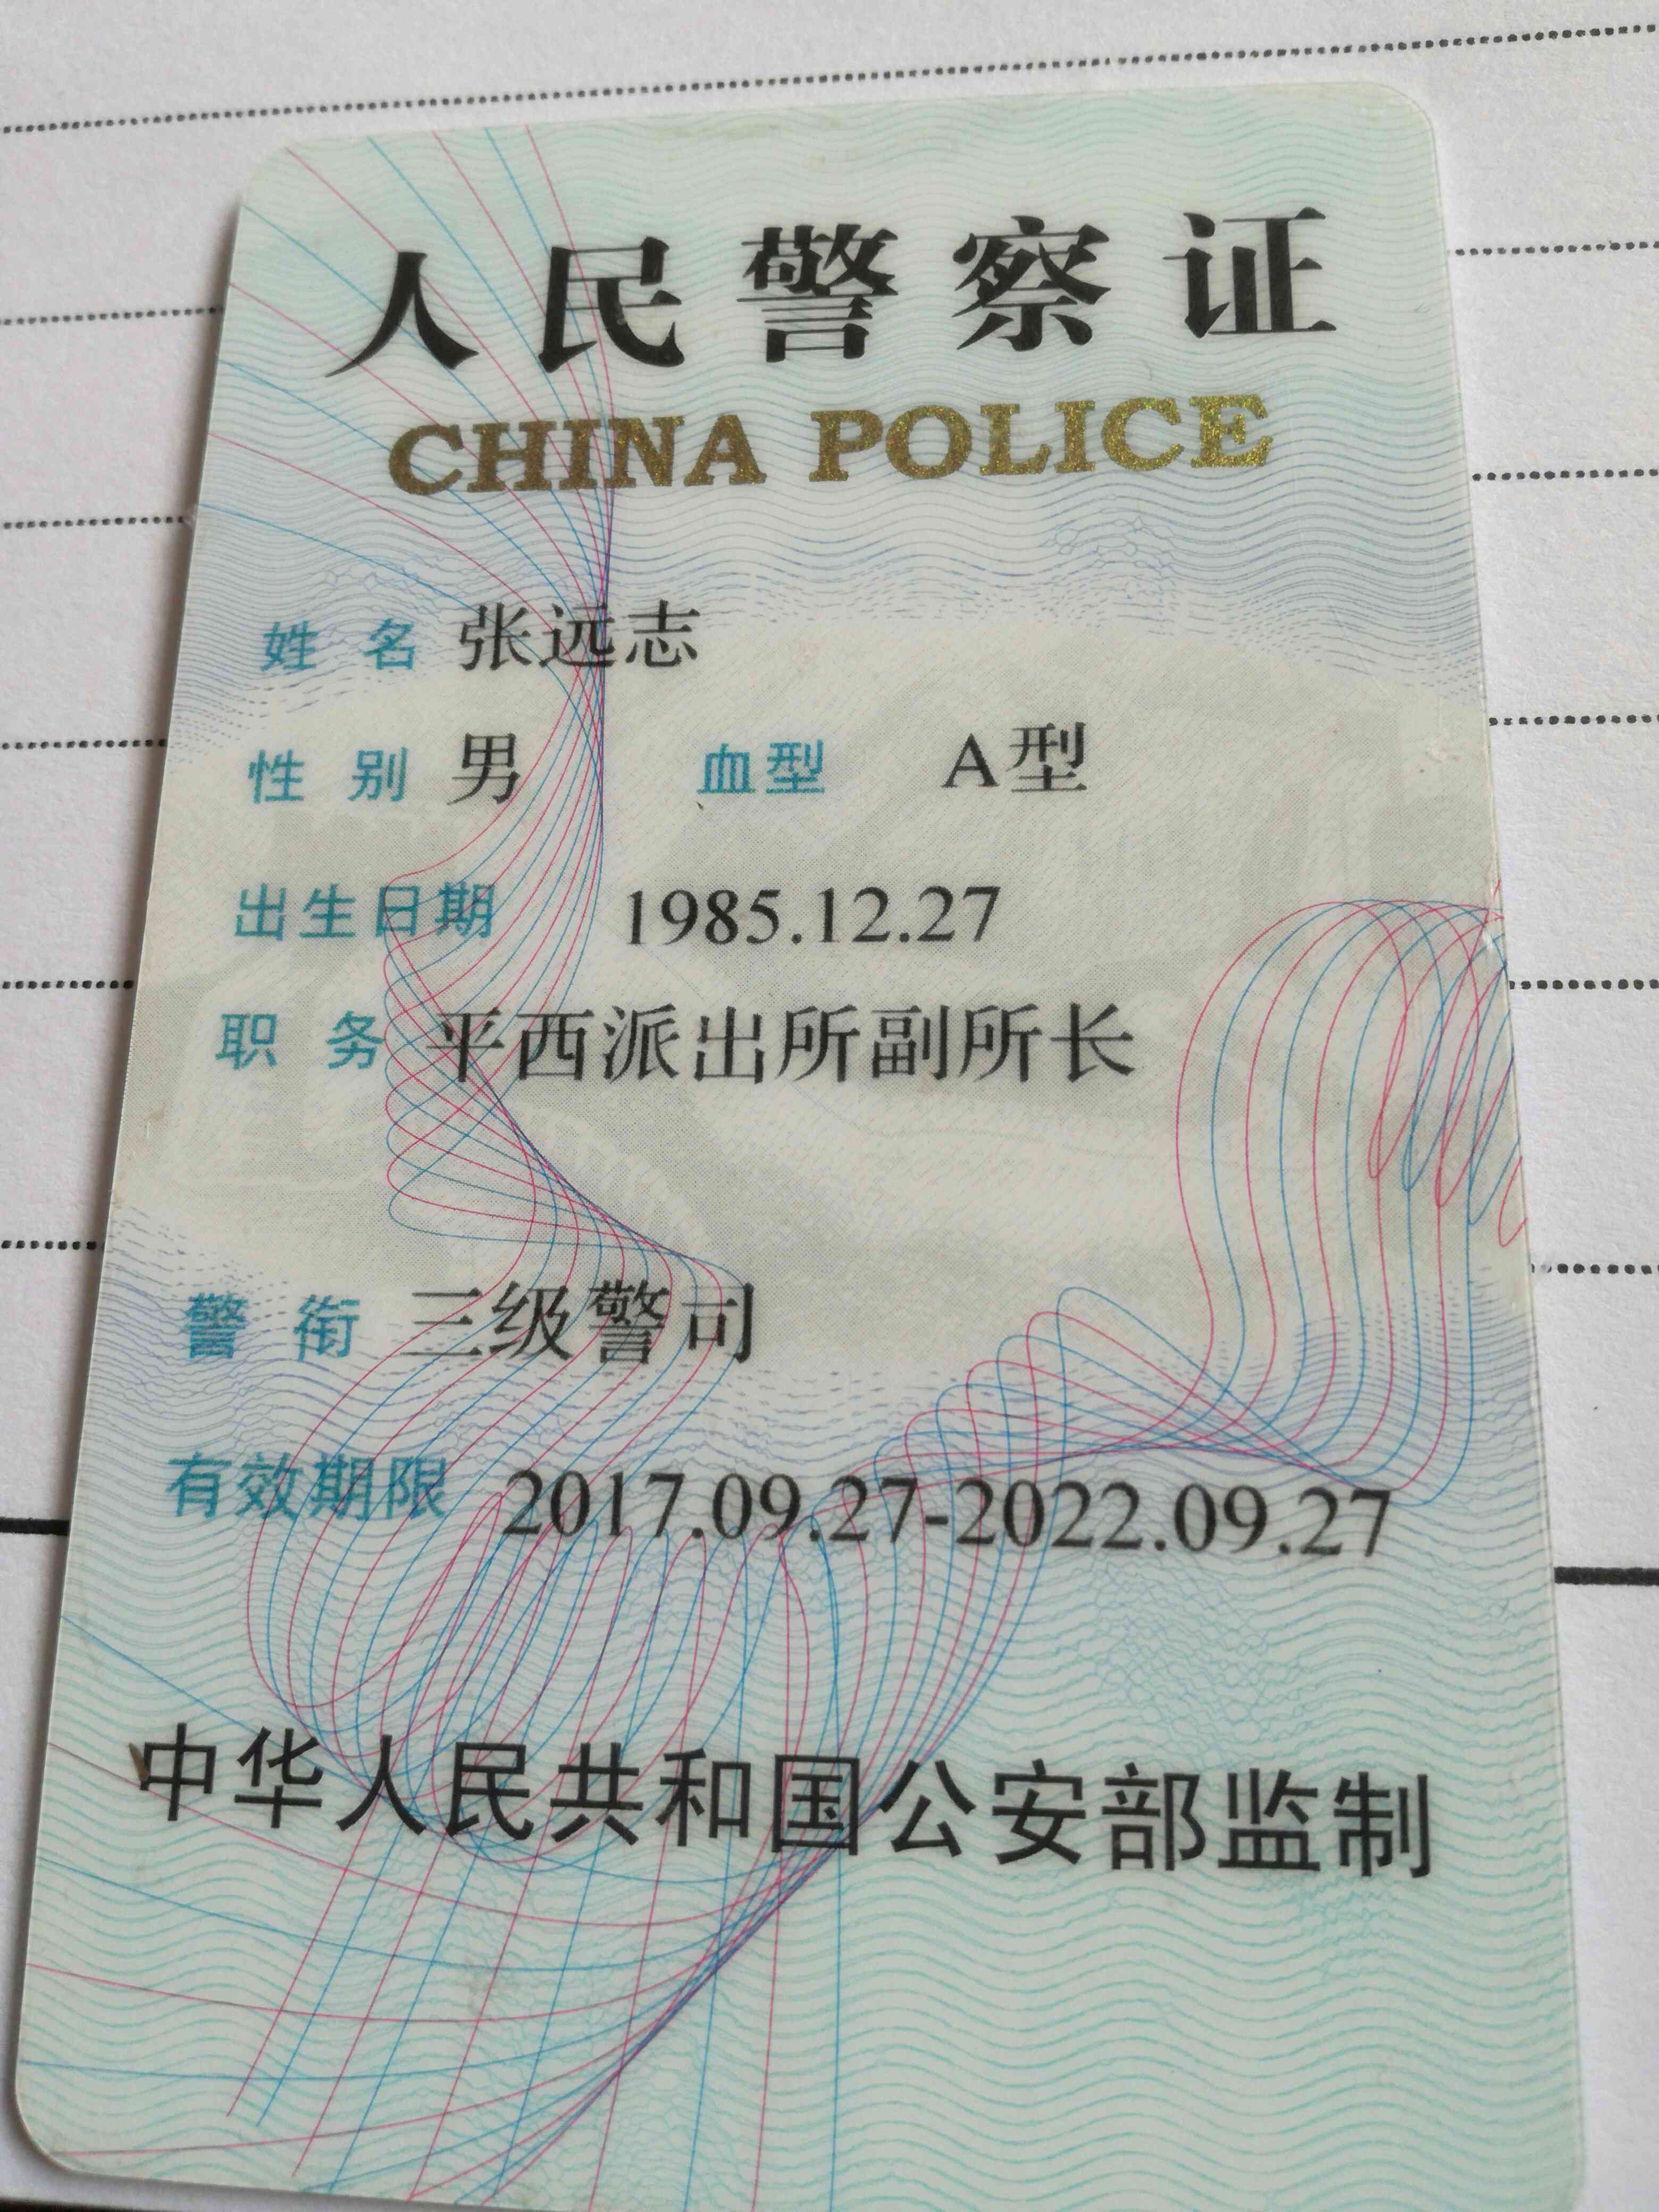 人民警察证
CHINA POLICE
姓 名 张远志
性 别 男 血型 A型
出生日期 1985.12.27
职 务 平西派出所副所长
警 衔 三级警司
有效期限 2017.09.27-2022.09.27
中华人民共和国公安部监制